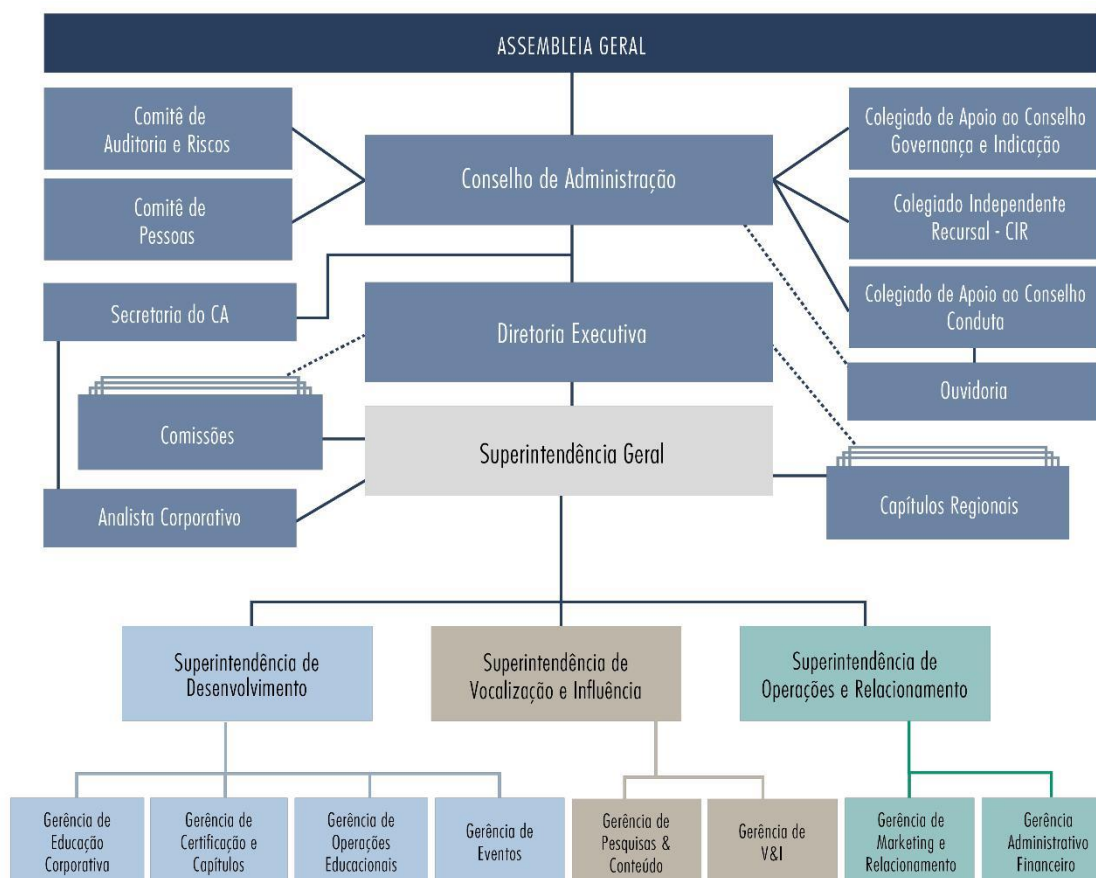 ASSEMBLEIA GERAL
Comitê de
Auditoria e Riscos
Comitê de
Pessoas
Conselho de Administração
Colegiado de Apoio ao Conselho
Governança e Indicação
Colegiado Independente
Recursal - CIR
Colegiado de Apoio ao Conselho
Conduta
Secretaria do CA
Diretoria Executiva
Ouvidoria
Comissões
Superintendência Geral
Capítulos Regionais
Analista Corporativo
Superintendência de
Desenvolvimento
Superintendência de
Vocalização e Influência
Superintendência de
Operações e Relacionamento
Gerência de
Educação
Corporativa
Gerência de
Certificação e
Capítulos
Gerência de
Operações
Educacionais
Gerência de
Eventos
Gerência de
Pesquisas &
Conteúdo
Gerência de
V&I
Gerência de
Marketing e
Relacionamento
Gerência
Administrativo
Financeiro